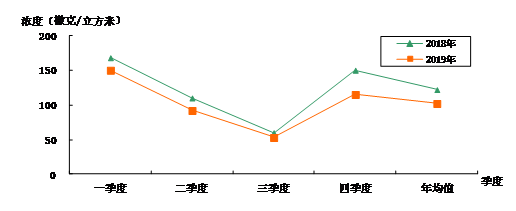 浓度（微克/立方米）
2018年
2019年
200
150
100
50
0
一季度 二季度 三季度 四季度 年均值
季度